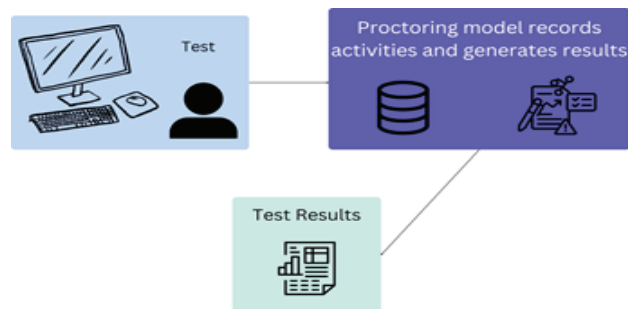 Test
Proctoring model records
activities and generates results
Test Results